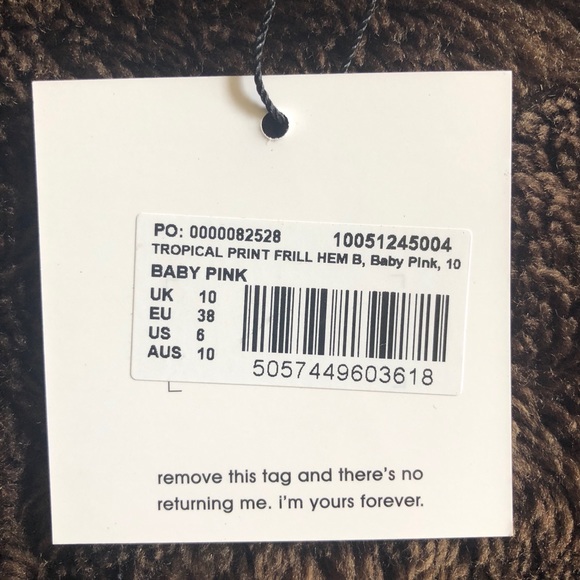 PO: 0000082528 10051245004
TROPICAL PRINT FRILL HEM B, Baby Pink, 10
BABY PINK
UK 10
EU 38
US 6
AUS 10
5057449603618
remove this tag and there's no
returning me. i'm yours forever.